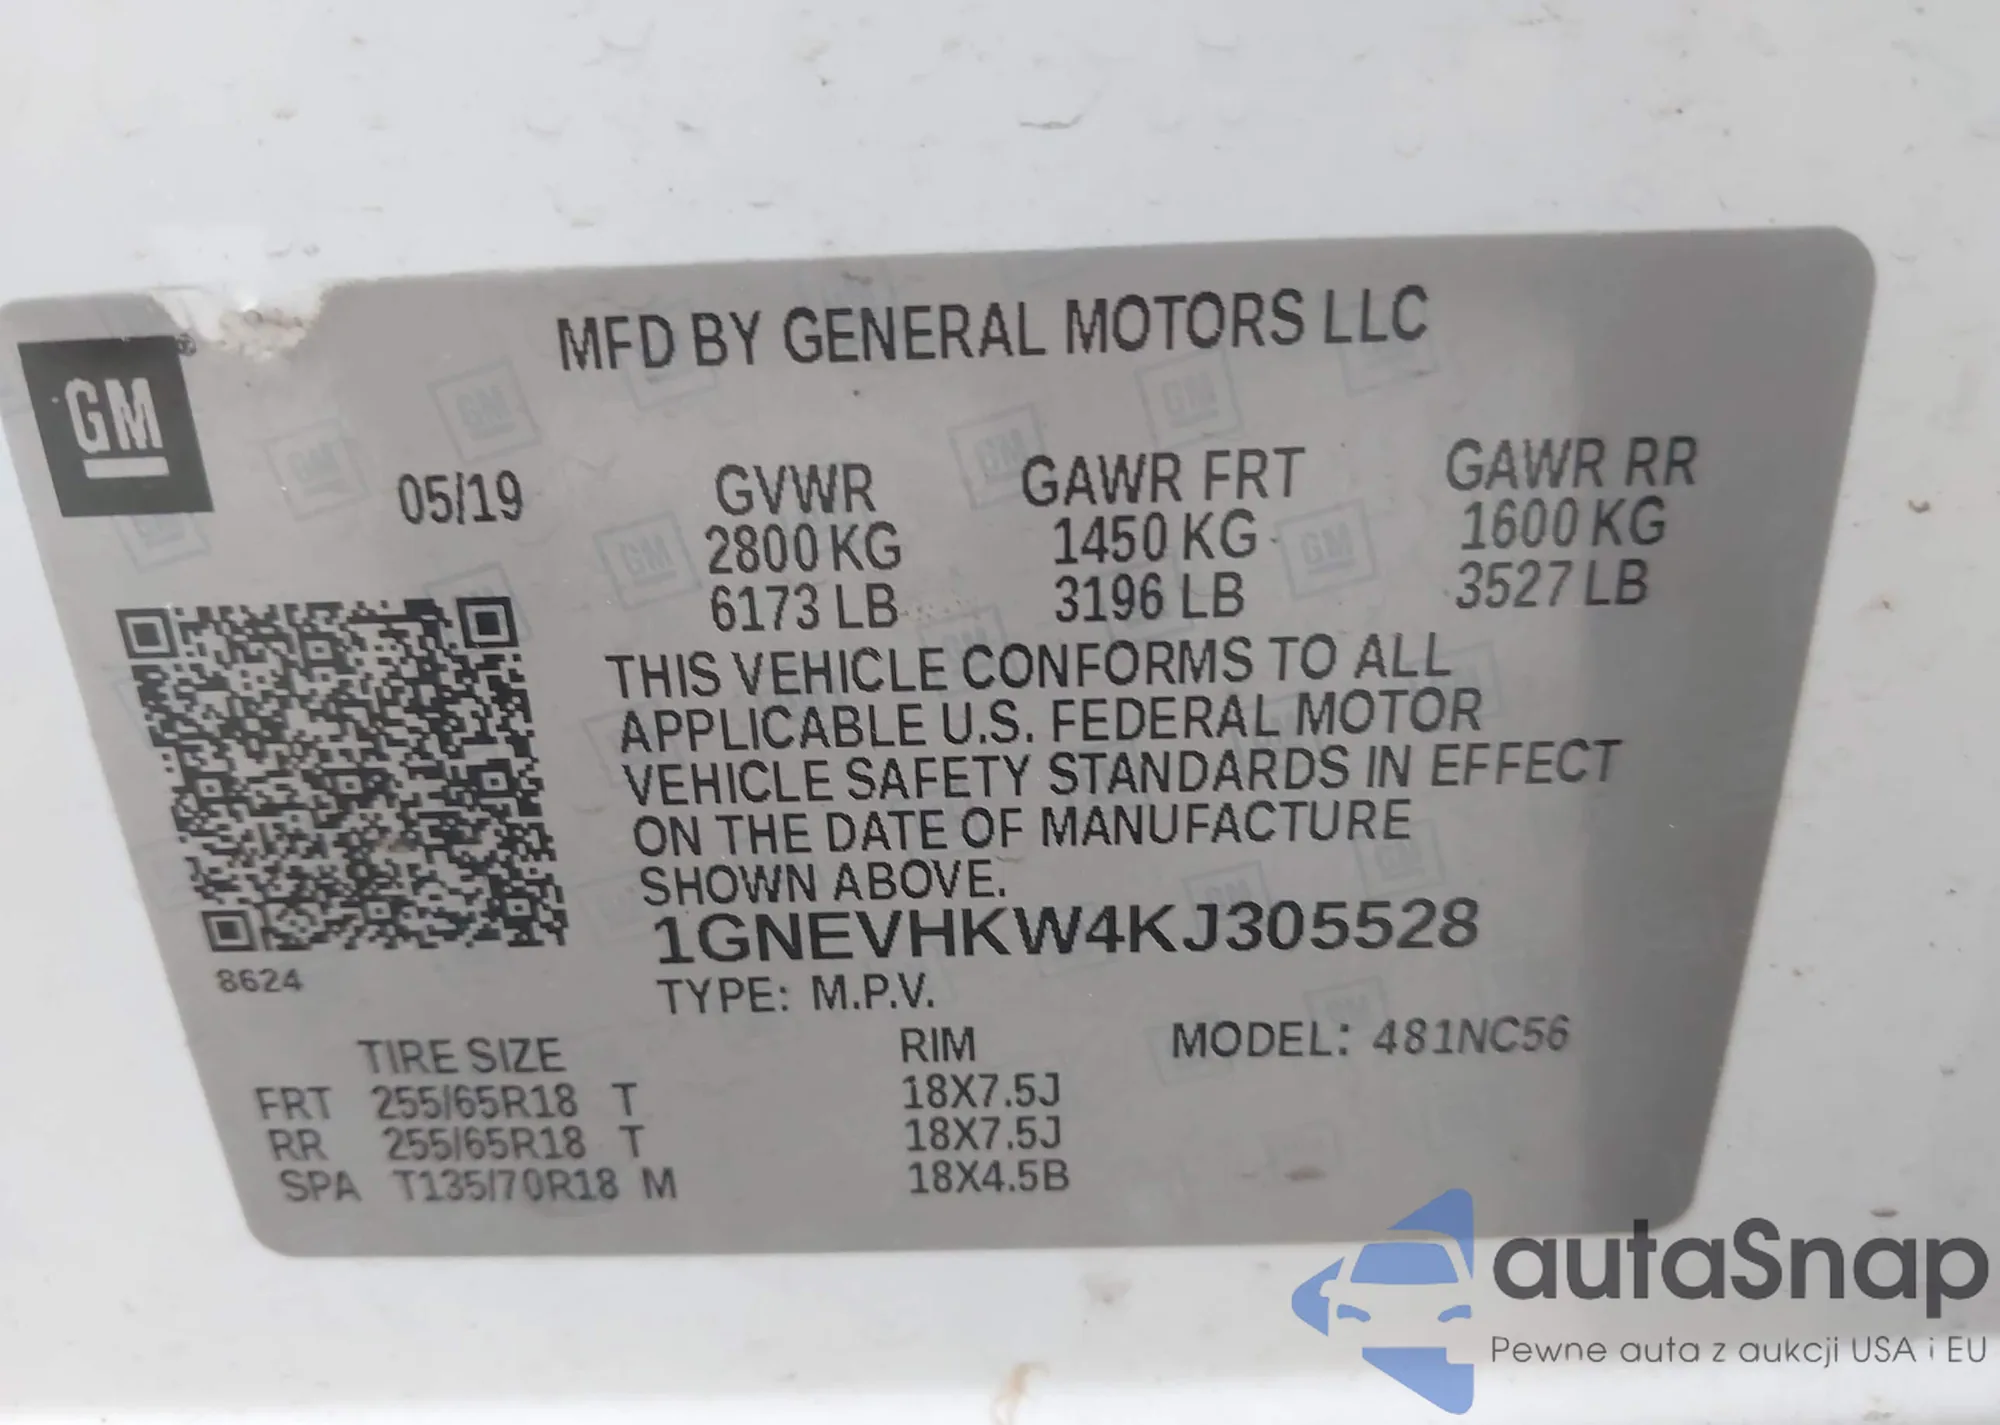 MFD BY GENERAL MOTORS LLC
GM
05/19 GVWR GAWR FRT GAWR RR
2800 KG 1450 KG 1600 KG
6173 LB 3196 LB 3527 LB
THIS VEHICLE CONFORMS TO ALL
APPLICABLE U.S. FEDERAL MOTOR
VEHICLE SAFETY STANDARDS IN EFFECT
ON THE DATE OF MANUFACTURE
SHOWN ABOVE.
1GNEVHKW4KJ305528
8624
TYPE: M.P.V.
TIRE SIZE RIM MODEL: 481NC56
FRT 255/65R18 T 18X7.5J
RR 255/65R18 T 18X7.5J
SPA T135/70R18 M 18X4.5B
autaSnap
Pewne auta z aukcji USA i EU